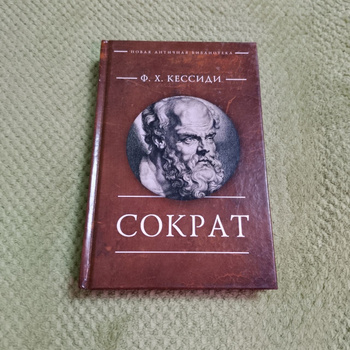 НОВАЯ АНТИЧНАЯ БИБЛИОТЕКА
Ф. Х. КЕССИДИ
СОКРАТ